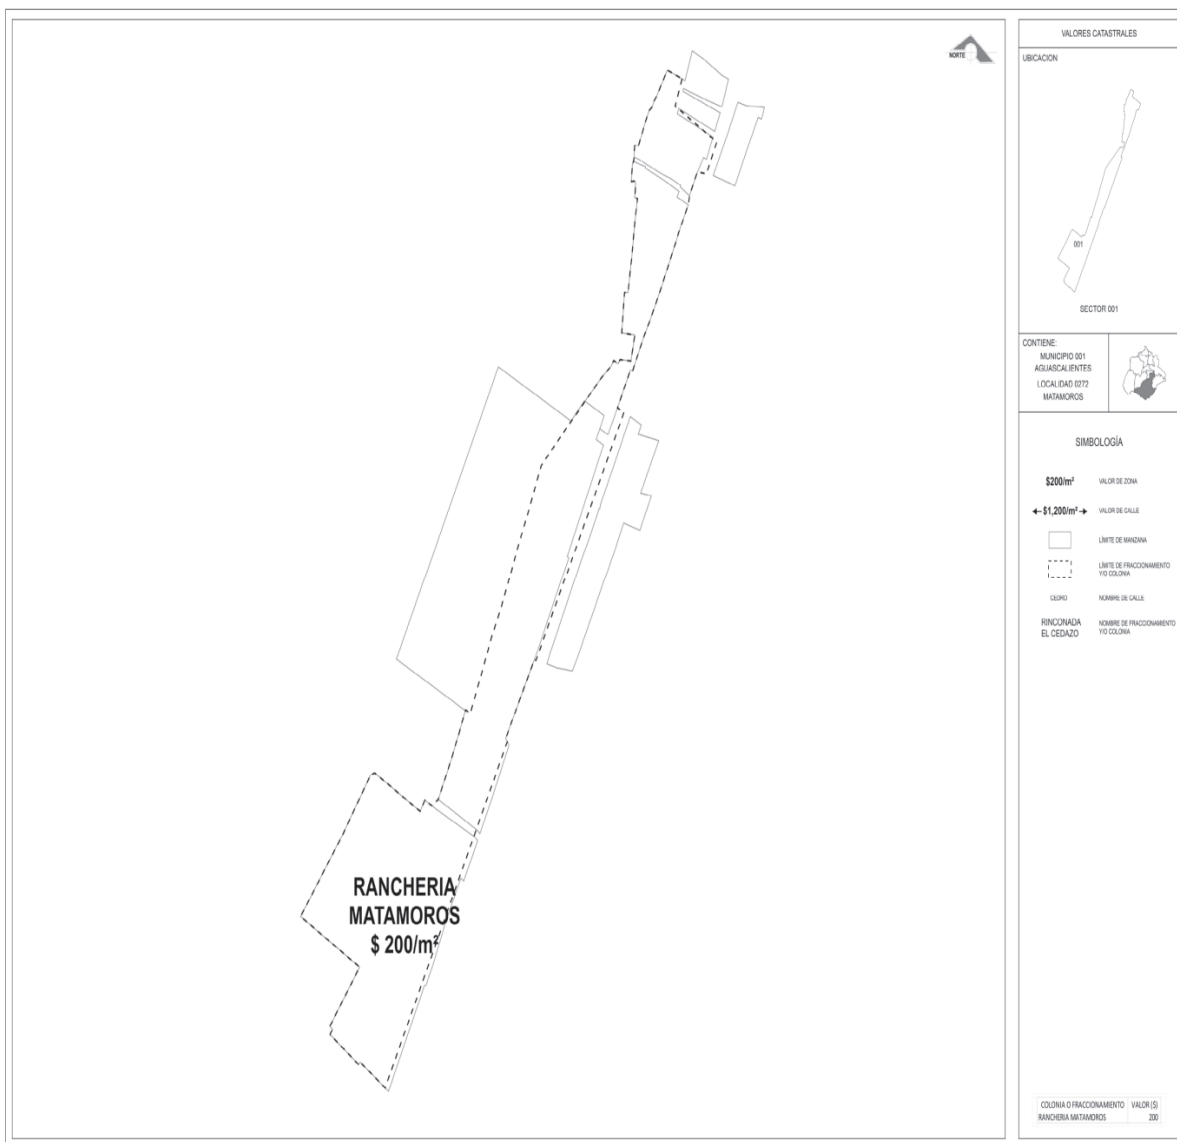 NORTE
RANCHERIA
MATAMOROS
$ 200/m²
VALORES CATASTRALES
UBICACION
001
SECTOR 001
CONTIENE:
MUNICIPIO 001
AGUASCALIENTES
LOCALIDAD 0272
MATAMOROS
SIMBOLOGÍA
$200/m² VALOR DE ZONA
$1,200/m² VALOR DE CALLE
LÍMITE DE MANZANA
LÍMITE DE FRACCIONAMIENTO
Y/O COLONIA
CEDRO NOMBRE DE CALLE
RINCONADA
EL CEDAZO
NOMBRE DE FRACCIONAMIENTO
Y/O COLONIA
COLONIA O FRACCIONAMIENTO VALOR ($)
RANCHERIA MATAMOROS 200